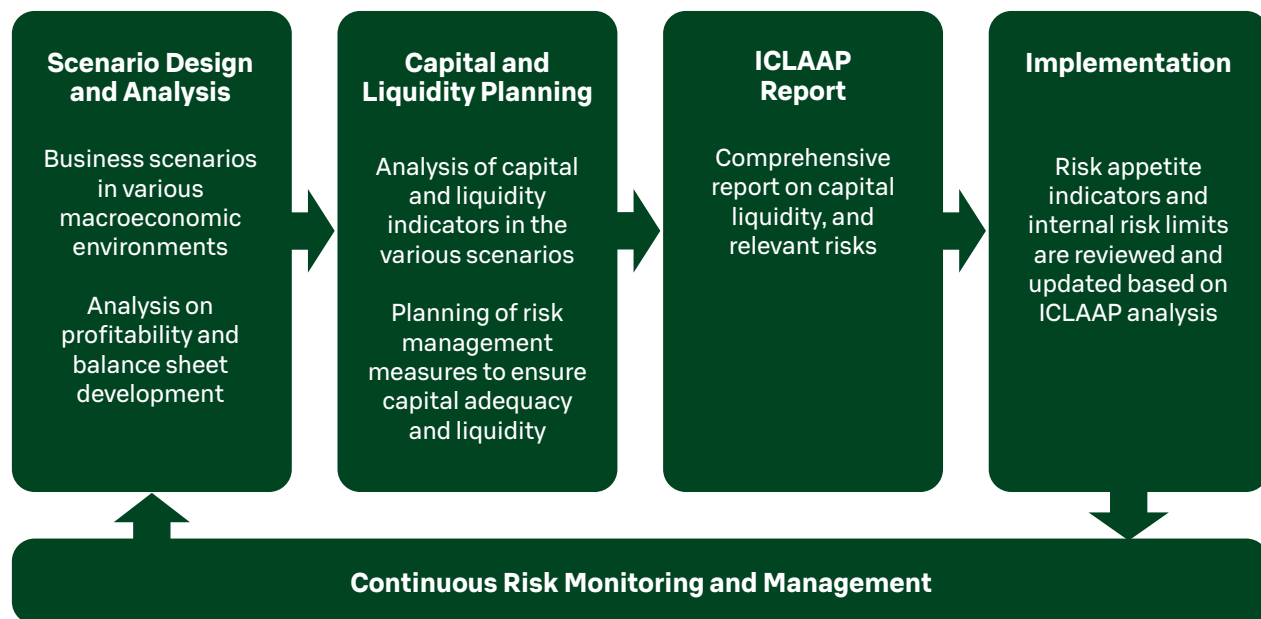 Scenario Design
and Analysis
Business scenarios
in various
macroeconomic
environments
Analysis on
profitability and
balance sheet
development
Capital and
Liquidity Planning
Analysis of capital
and liquidity
indicators in the
various scenarios
Planning of risk
management
measures to ensure
capital adequacy
and liquidity
ICLAAP
Report
Comprehensive
report on capital
liquidity, and
relevant risks
Implementation
Risk appetite
indicators and
internal risk limits
are reviewed and
updated based on
ICLAAP analysis
Continuous Risk Monitoring and Management